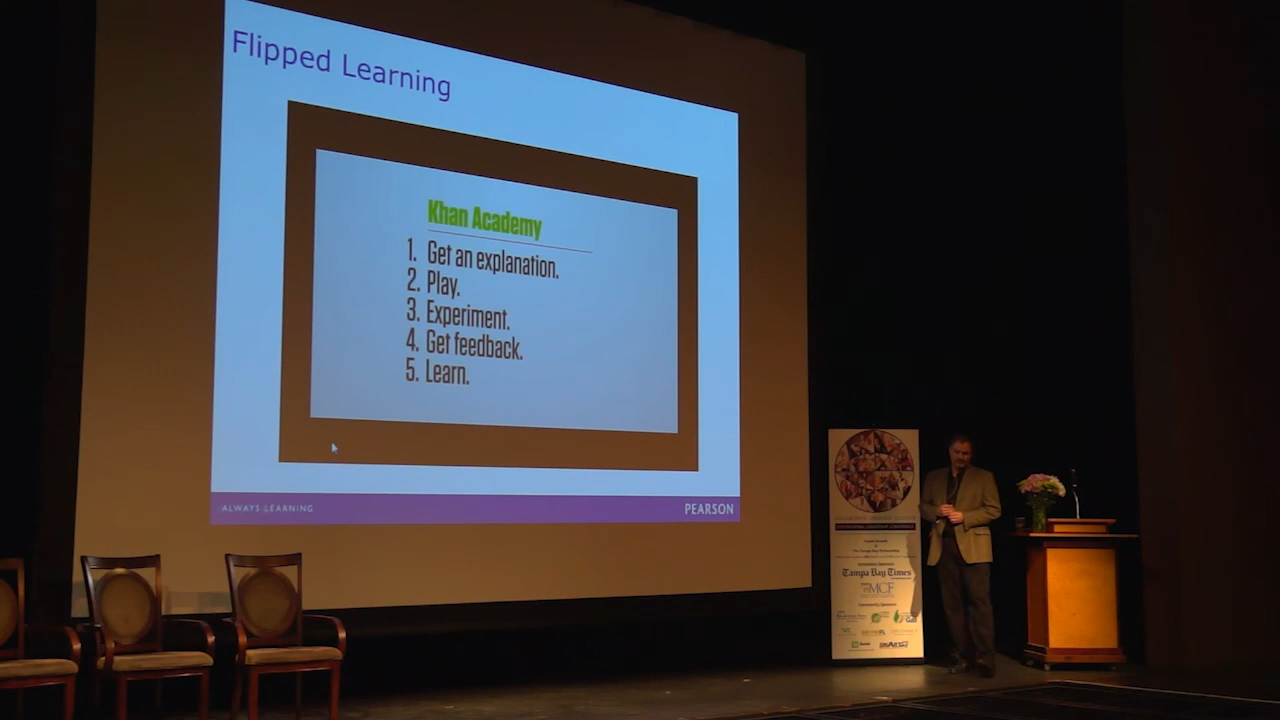 Flipped Learning
Khan Academy
1. Get an explanation.
2. Play.
3. Experiment.
4. Get feedback.
5. Learn.
ALWAYS LEARNING
PEARSON
Tampa Bay Times
MCF